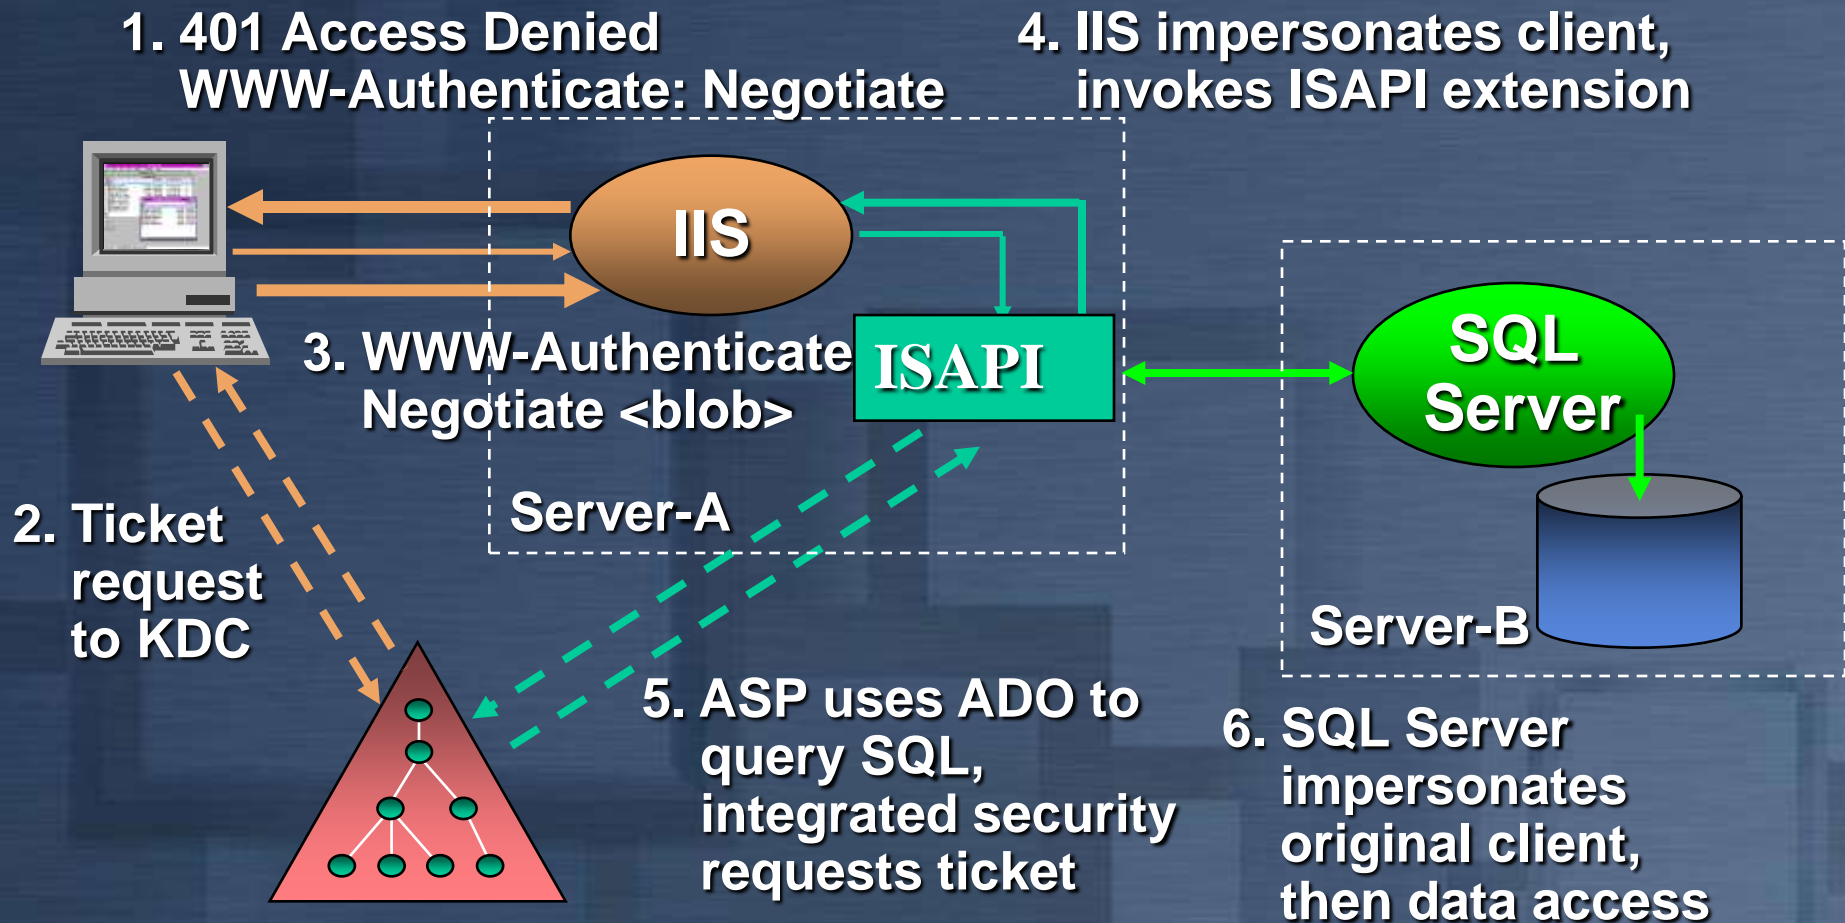 1. 401 Access Denied
WWW-Authenticate: Negotiate
4. IIS impersonates client,
invokes ISAPI extension
IIS
3. WWW-Authenticate
Negotiate <blob>
ISAPI
SQL
Server
Server-A
2. Ticket
request
to KDC
Server-B
5. ASP uses ADO to
query SQL,
integrated security
requests ticket
6. SQL Server
impersonates
original client,
then data access